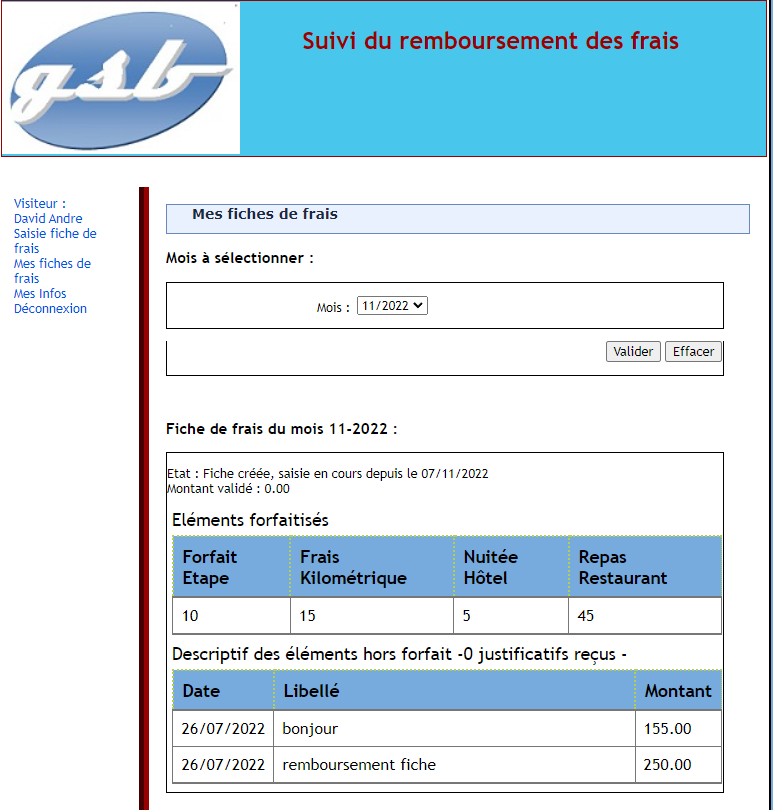 gsb
Suivi du remboursement des frais
Visiteur :
David Andre
Saisie fiche de
frais
Mes fiches de
frais
Mes Infos
Déconnexion
Mes fiches de frais
Mois à sélectionner :
Mois : 11/2022
Valider Effacer
Fiche de frais du mois 11-2022 :
Etat : Fiche créée, saisie en cours depuis le 07/11/2022
Montant validé : 0.00
Eléments forfaitisés
Forfait Etape Frais Kilométrique Nuitée Hôtel Repas Restaurant
10 15 5 45
Descriptif des éléments hors forfait -0 justificatifs reçus -
Date Libellé Montant
26/07/2022 bonjour 155.00
26/07/2022 remboursement fiche 250.00